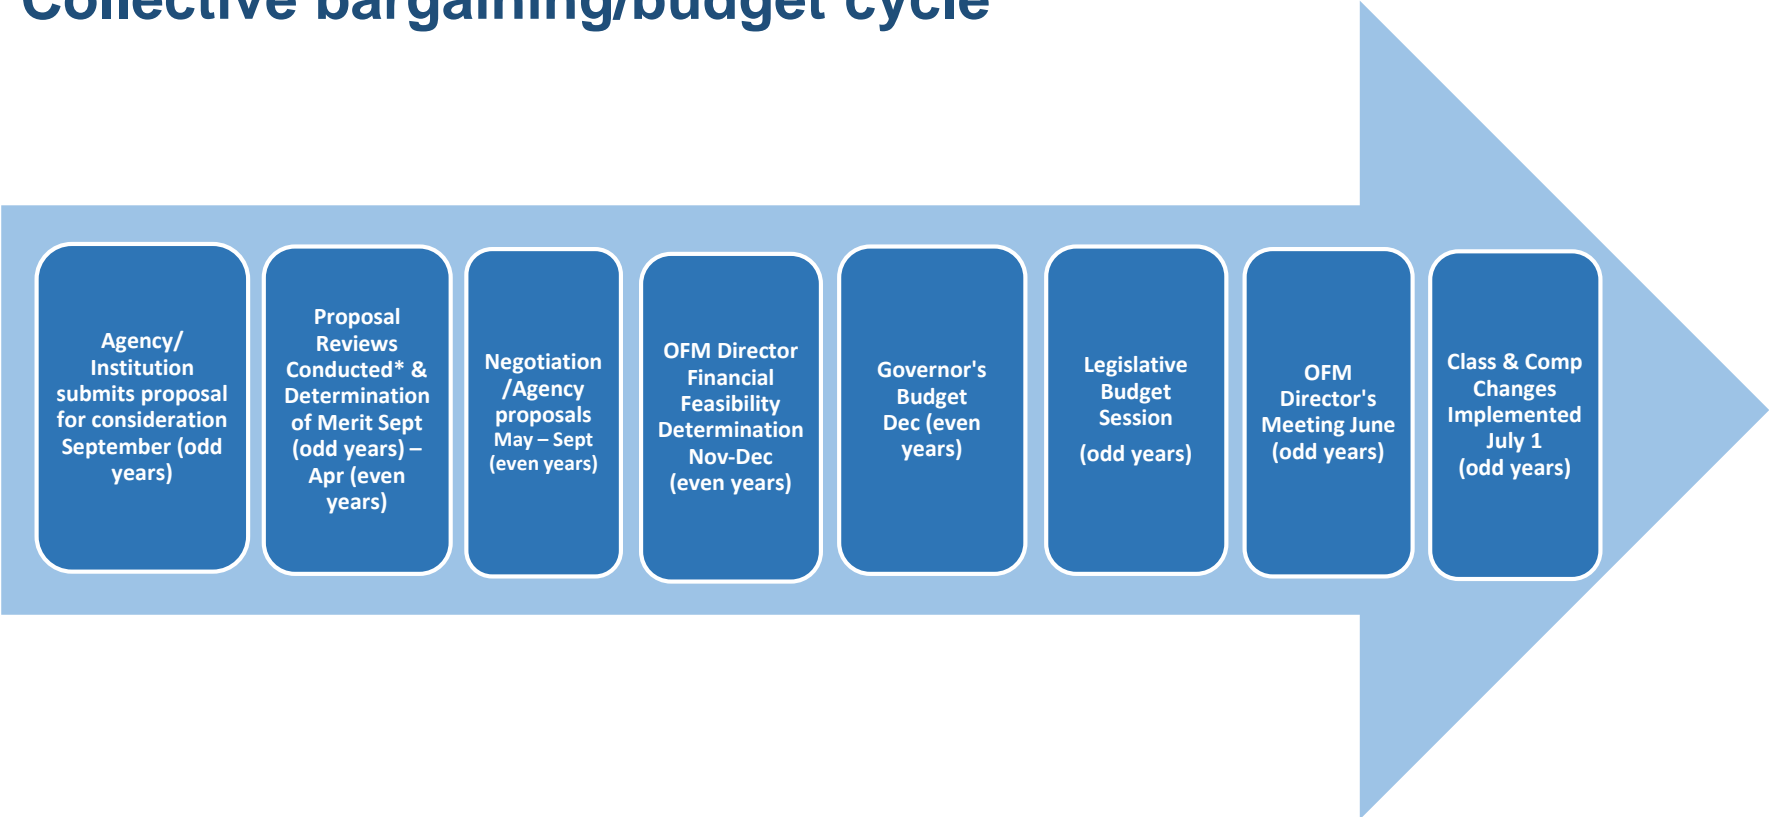 Collective bargaining/budget cycle
Agency/
Institution
submits proposal
for consideration
September (odd
years)
Proposal
Reviews
Conducted* &
Determination
of Merit Sept
(odd years) –
Apr (even
years)
Negotiation
/Agency
proposals
May – Sept
(even years)
OFM Director
Financial
Feasibility
Determination
Nov-Dec
(even years)
Governor's
Budget
Dec (even
years)
Legislative
Budget
Session
(odd years)
OFM
Director's
Meeting June
(odd years)
Class & Comp
Changes
Implemented
July 1
(odd years)